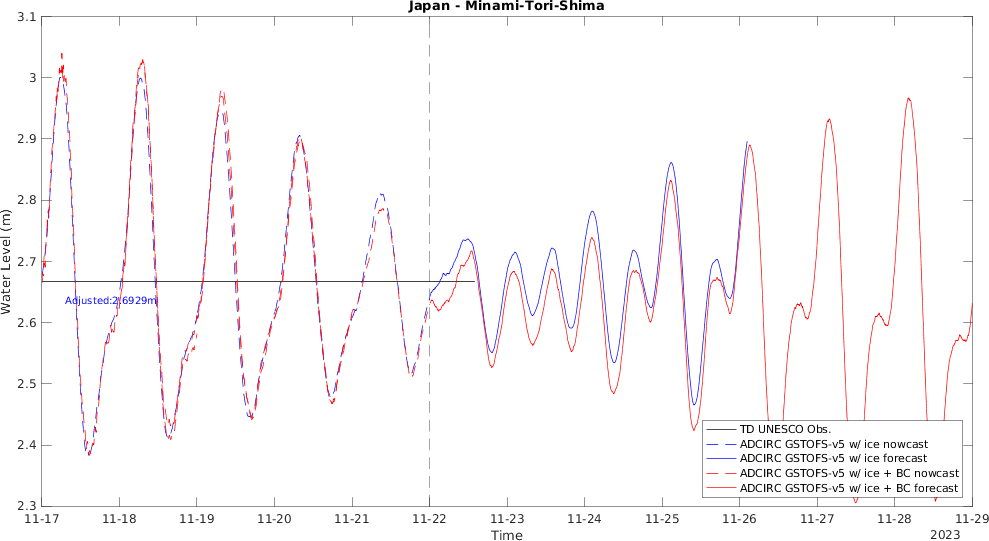 Japan - Minami-Tori-Shima
Water Level (m)
3.1
3
2.9
2.8
2.7
2.6
2.5
2.4
2.3
Adjusted:2.6929m
TD UNESCO Obs.
ADCIRC GSTOFS-v5 w/ ice nowcast
ADCIRC GSTOFS-v5 w/ ice forecast
ADCIRC GSTOFS-v5 w/ ice + BC nowcast
ADCIRC GSTOFS-v5 w/ ice + BC forecast
11-17 11-18 11-19 11-20 11-21 11-22 11-23 11-24 11-25 11-26 11-27 11-28 11-29
Time
2023